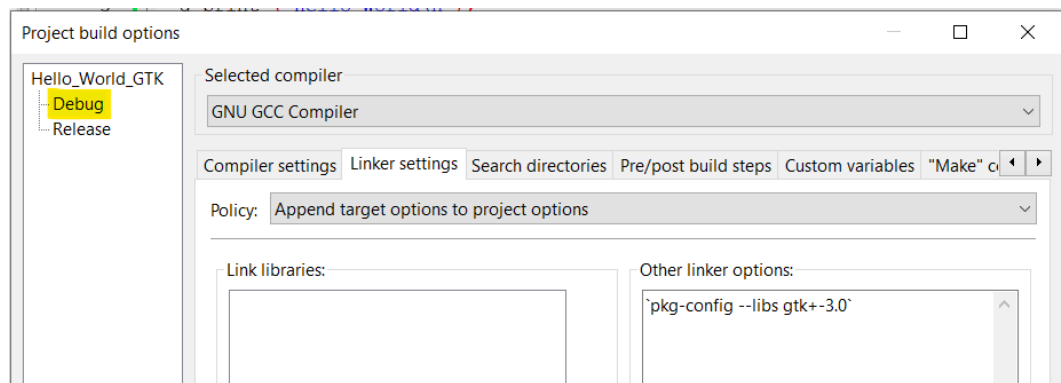 Project build options
Hello_World_GTK
Debug
Release
Selected compiler
GNU GCC Compiler
Compiler settings Linker settings Search directories Pre/post build steps Custom variables "Make"
Policy: Append target options to project options
Link libraries:
Other linker options:
`pkg-config --libs gtk+-3.0`